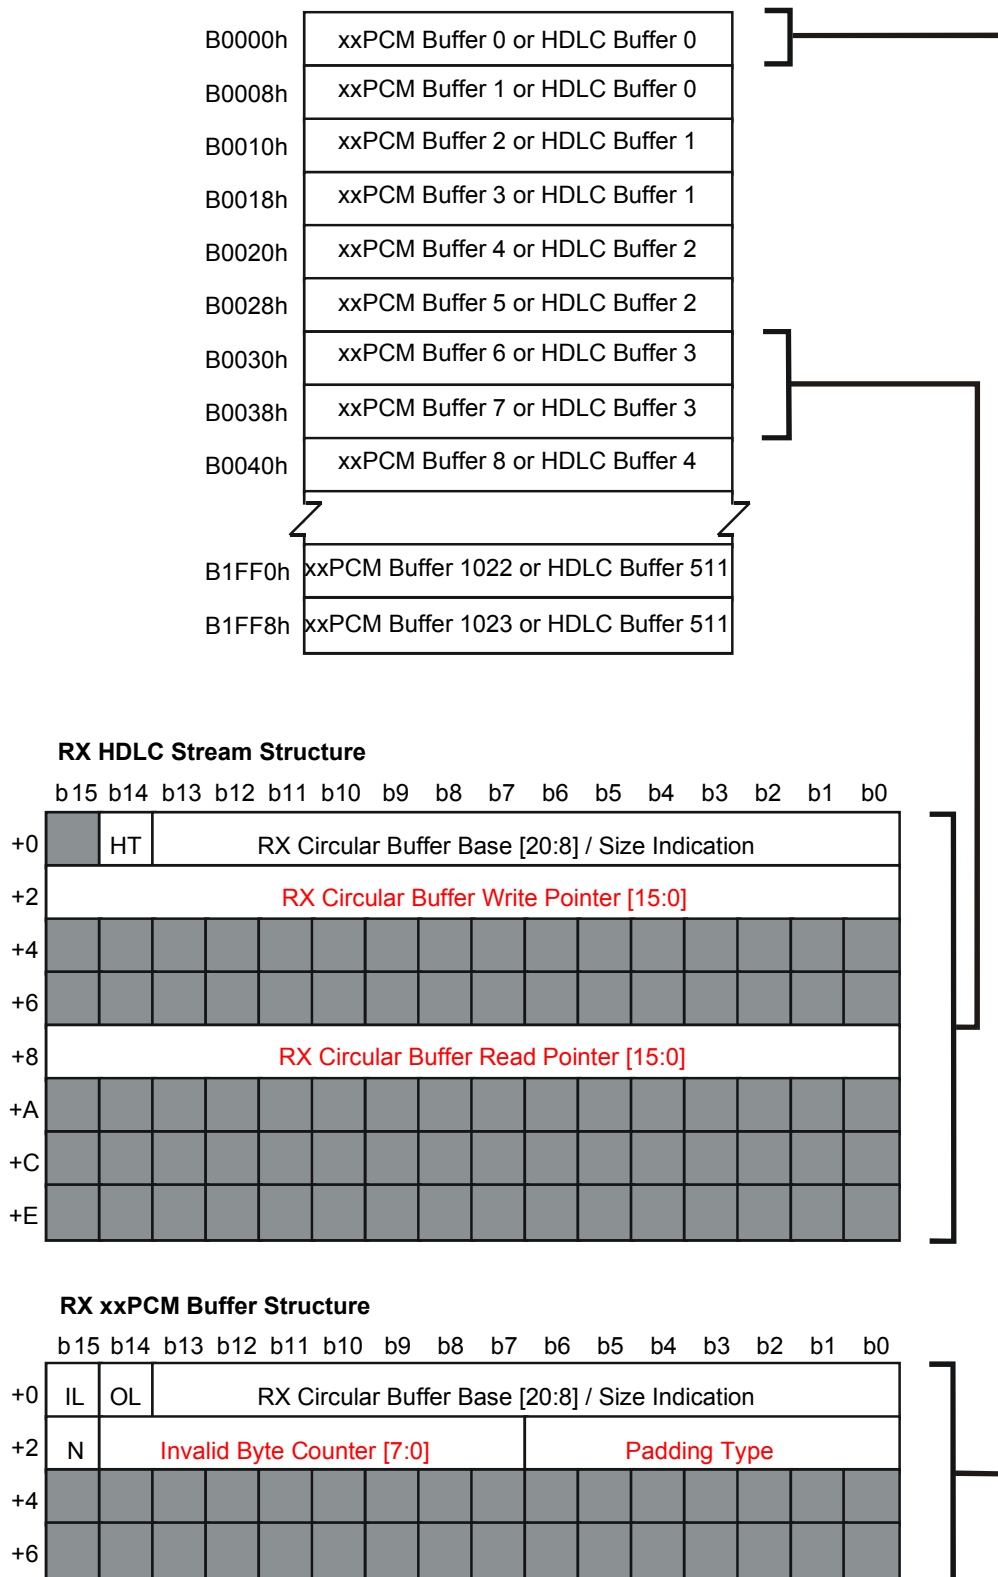 B0000h xxPCM Buffer 0 or HDLC Buffer 0
B0008h xxPCM Buffer 1 or HDLC Buffer 0
B0010h xxPCM Buffer 2 or HDLC Buffer 1
B0018h xxPCM Buffer 3 or HDLC Buffer 1
B0020h xxPCM Buffer 4 or HDLC Buffer 2
B0028h xxPCM Buffer 5 or HDLC Buffer 2
B0030h xxPCM Buffer 6 or HDLC Buffer 3
B0038h xxPCM Buffer 7 or HDLC Buffer 3
B0040h xxPCM Buffer 8 or HDLC Buffer 4
B1FF0h xxPCM Buffer 1022 or HDLC Buffer 511
B1FF8h xxPCM Buffer 1023 or HDLC Buffer 511
RX HDLC Stream Structure
b15 b14 b13 b12 b11 b10 b9 b8 b7 b6 b5 b4 b3 b2 b1 b0
+0 HT RX Circular Buffer Base [20:8] / Size Indication
+2 RX Circular Buffer Write Pointer [15:0]
+4
+6
+8 RX Circular Buffer Read Pointer [15:0]
+A
+C
+E
RX xxPCM Buffer Structure
b15 b14 b13 b12 b11 b10 b9 b8 b7 b6 b5 b4 b3 b2 b1 b0
+0 IL OL RX Circular Buffer Base [20:8] / Size Indication
+2 N Invalid Byte Counter [7:0] Padding Type
+4
+6